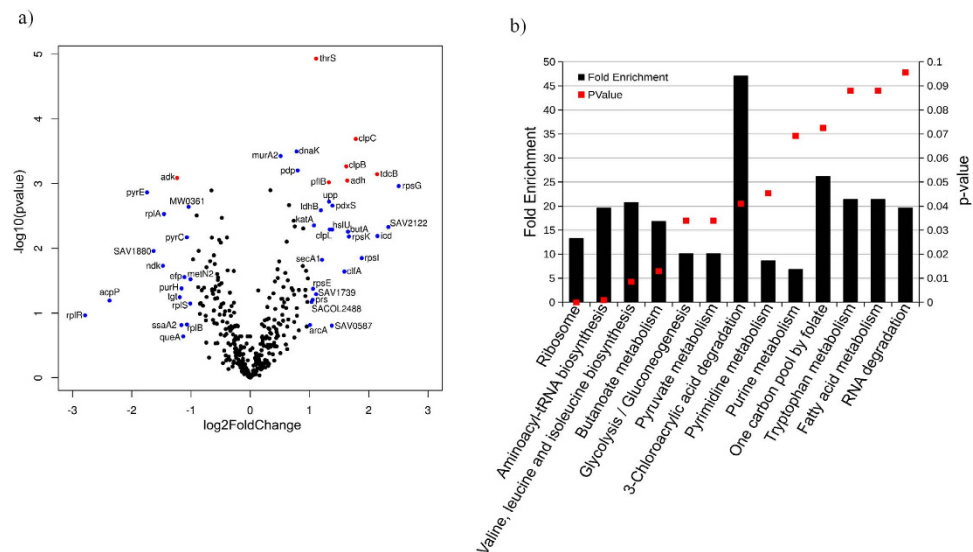 a)
b)
5
4
3
2
1
0
-log10(pvalue)
-3
-2
-1
0
1
2
3
log2FoldChange
thrS
clpC
dnaK
murA2
clpB
pdp
tdcB
adk
pflB
adh
rpsG
pyrE
upp
MW0361
ldhB
pdxS
rplA
katA
hslU
butA
SAV2122
pyrC
clpL
rpsK
icd
SAV1880
secA1
rpsI
ndk
clfA
efp
metN2
rpsE
purH
SAV1739
lgt
prs
acpP
rplS
SACOL2488
rplR
ssaA2
rplB
arcA
SAV0587
queA
Fold Enrichment
PValue
50
45
40
35
30
25
20
15
10
5
0
Fold Enrichment
0.1
0.09
0.08
0.07
0.06
0.05
0.04
0.03
0.02
0.01
0
p-value
Ribosome
Aminoacyl-tRNA biosynthesis
Valine, leucine and isoleucine biosynthesis
Butanoate metabolism
Glycolysis / Gluconeogenesis
Pyruvate metabolism
3-Chloroacrylic acid degradation
Pyrimidine metabolism
Purine metabolism
One carbon pool by folate
Tryptophan metabolism
Fatty acid metabolism
RNA degradation